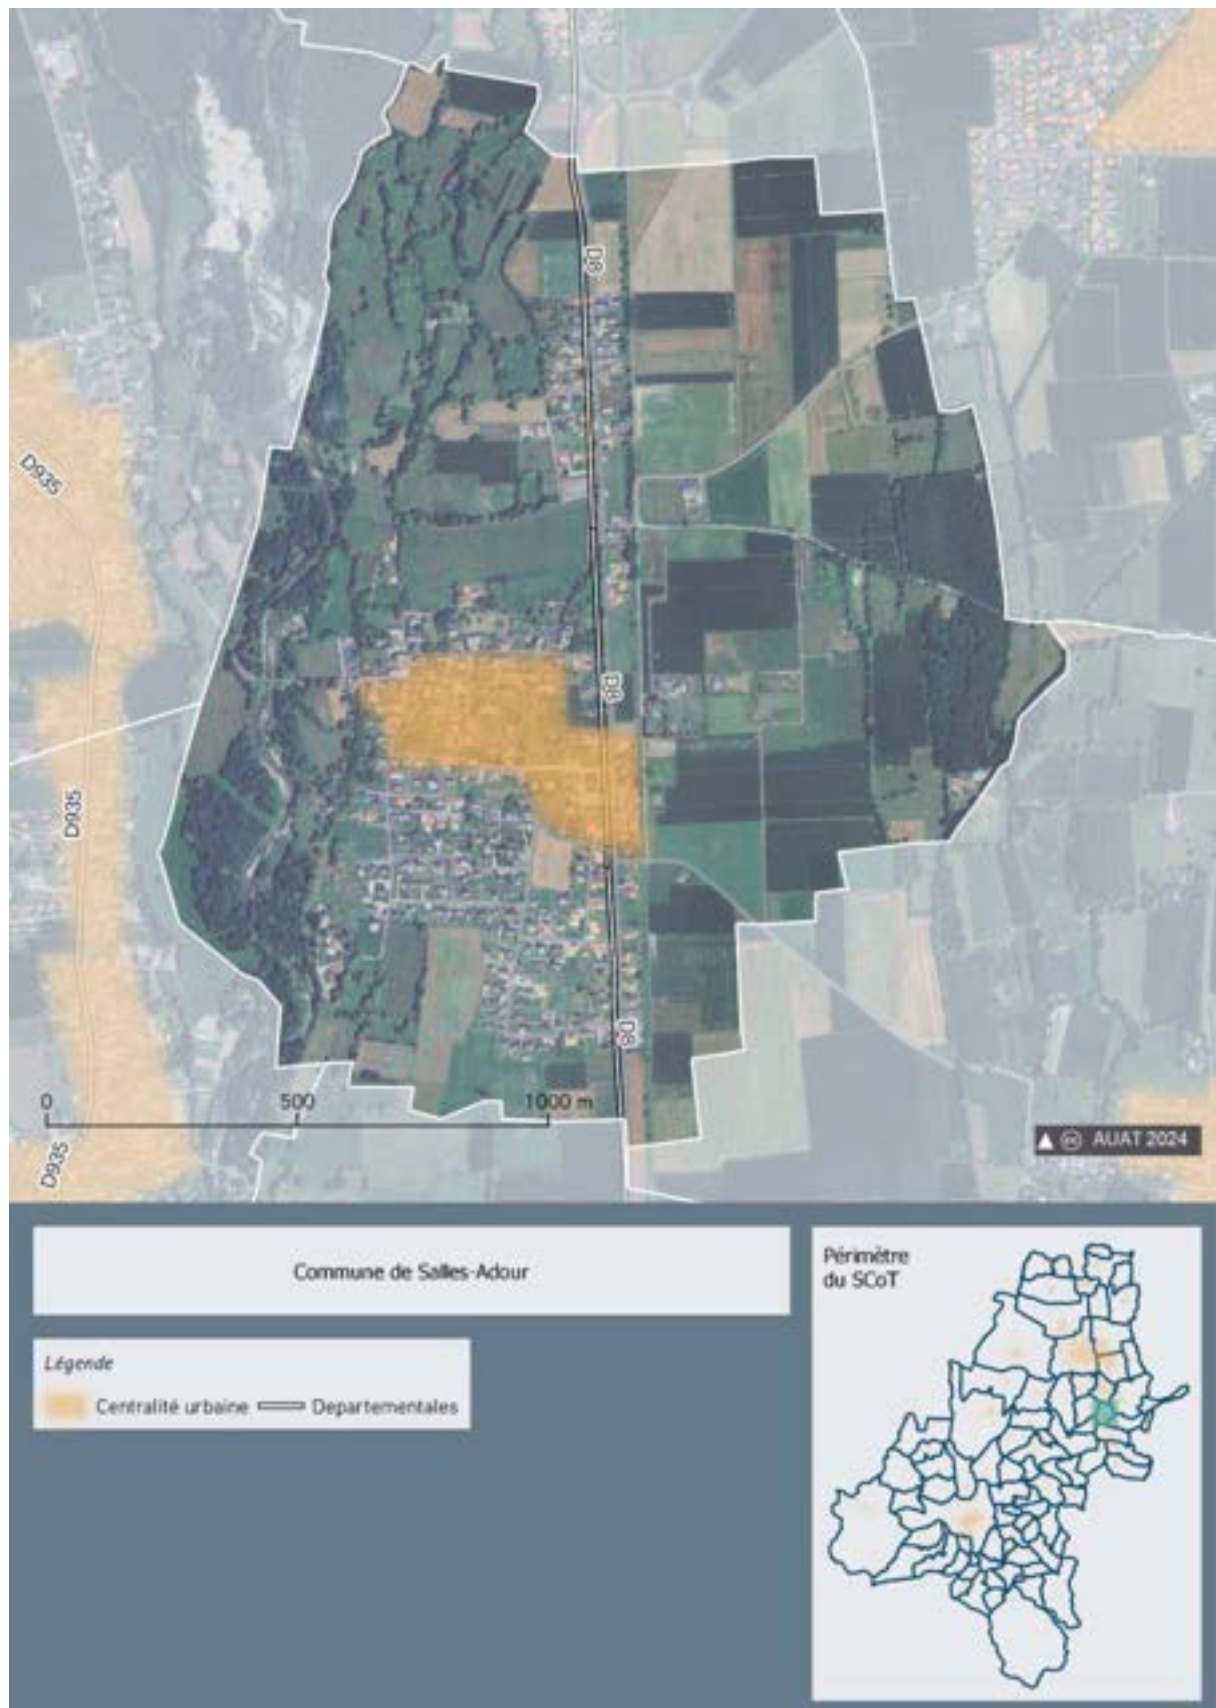 D8
D935
D8
D935
D8
0 500 1000 m
D935
AUAT 2024
Commune de Salles-Adour
Périmètre
du SCoT
Légende
Centralité urbaine Departementales